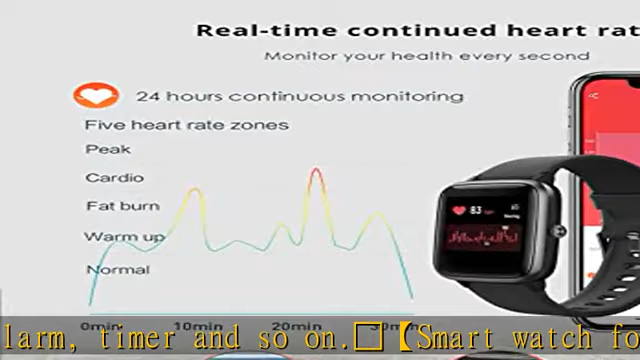 Real-time continued heart rat
Monitor your health every second
24 hours continuous monitoring
Five heart rate zones
Peak
Cardio
Fat burn
Warm up
Normal
83
0min 10min 20min 30min
larm, timer and so on.□【Smart watch fo